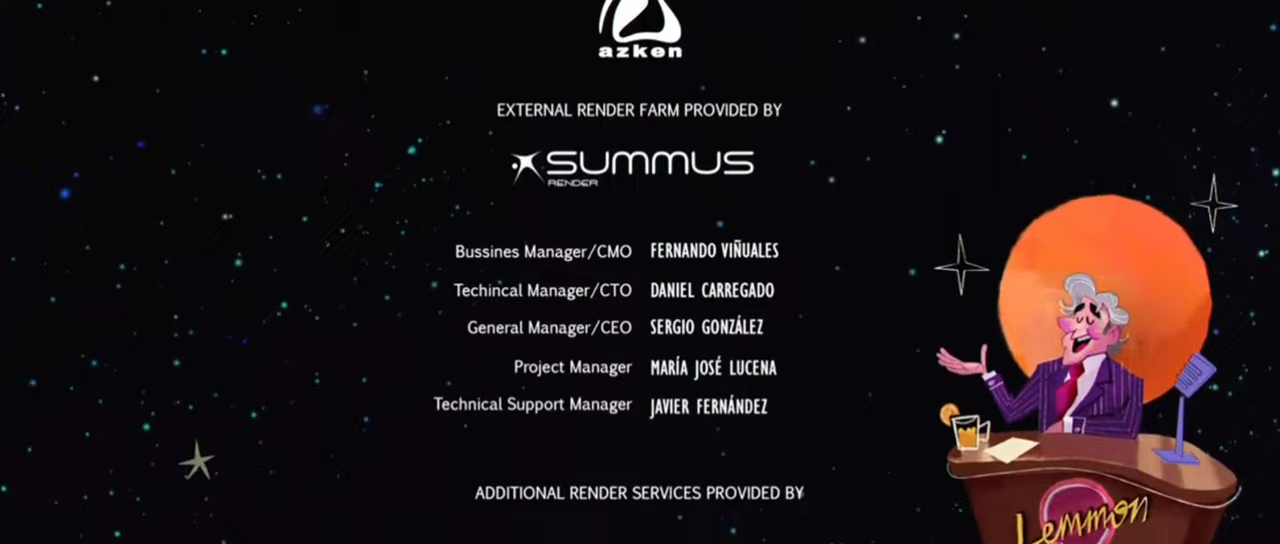 azken
EXTERNAL RENDER FARM PROVIDED BY
SUMMUS
RENDER
Bussines Manager/CMO FERNANDO VIÑUALES
Techincal Manager/CTO DANIEL CARREGADO
General Manager/CEO SERGIO GONZÁLEZ
Project Manager MARÍA JOSÉ LUCENA
Technical Support Manager JAVIER FERNÁNDEZ
ADDITIONAL RENDER SERVICES PROVIDED BY
Lemmon